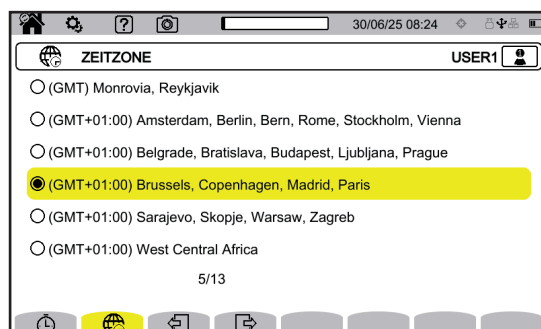 30/06/25 08:24
ZEITZONE
USER1
(GMT) Monrovia, Reykjavik
(GMT+01:00) Amsterdam, Berlin, Bern, Rome, Stockholm, Vienna
(GMT+01:00) Belgrade, Bratislava, Budapest, Ljubljana, Prague
(GMT+01:00) Brussels, Copenhagen, Madrid, Paris
(GMT+01:00) Sarajevo, Skopje, Warsaw, Zagreb
(GMT+01:00) West Central Africa
5/13